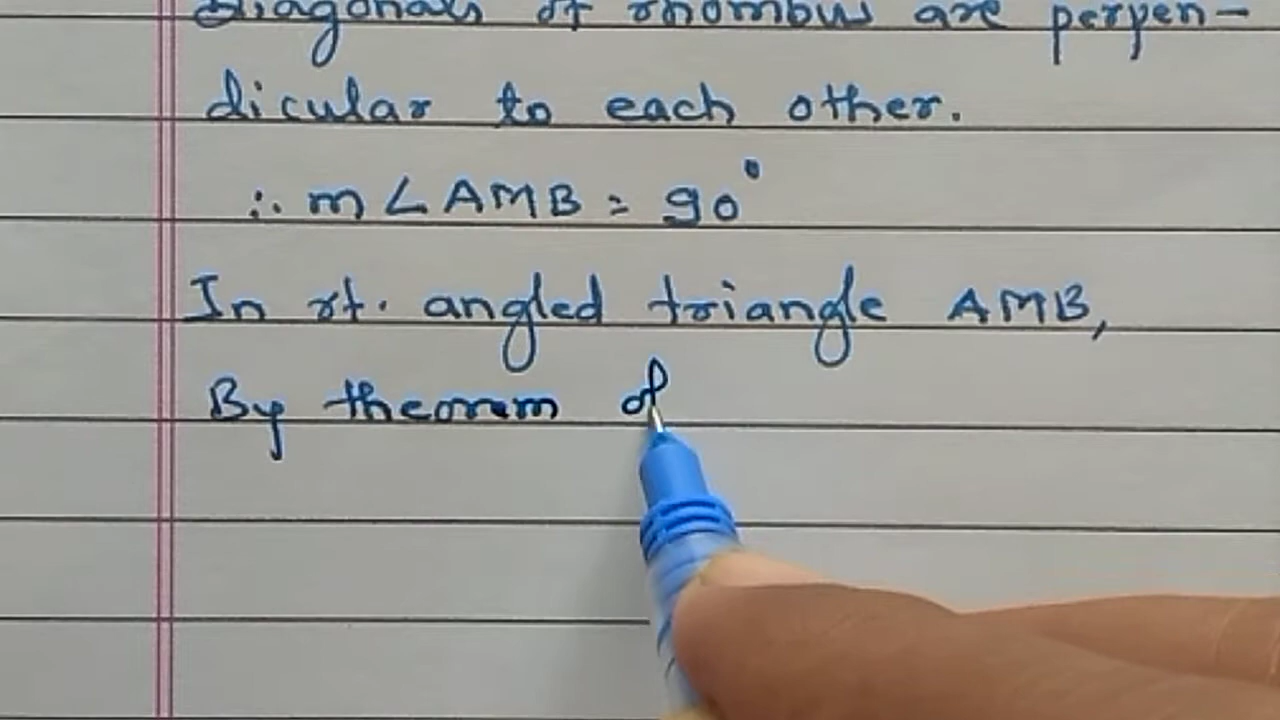 Diagonals of rhombus are perpen-
dicular to each other.
∴ m∠AMB = 90°
In rt. angled triangle AMB,
By theorem of